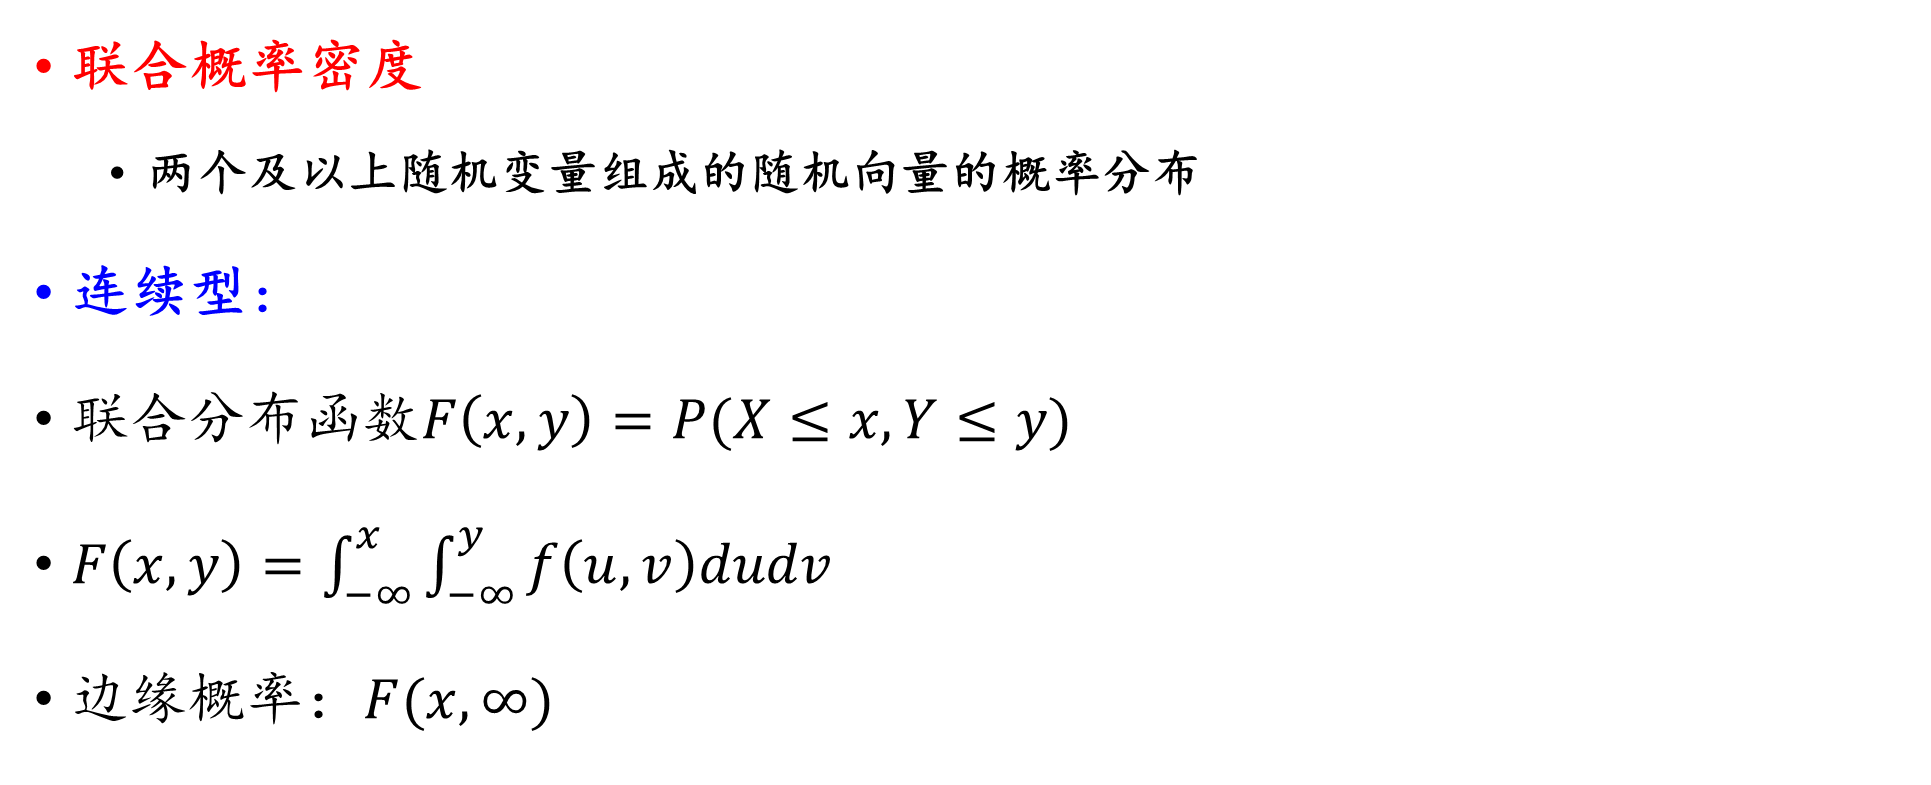 • 联合概率密度
• 两个及以上随机变量组成的随机向量的概率分布
• 连续型：
• 联合分布函数F(x, y) = P(X ≤ x, Y ≤ y)
• F(x, y) = ∫_{−∞}^{x} ∫_{−∞}^{y} f(u, v)dudv
• 边缘概率：F(x, ∞)